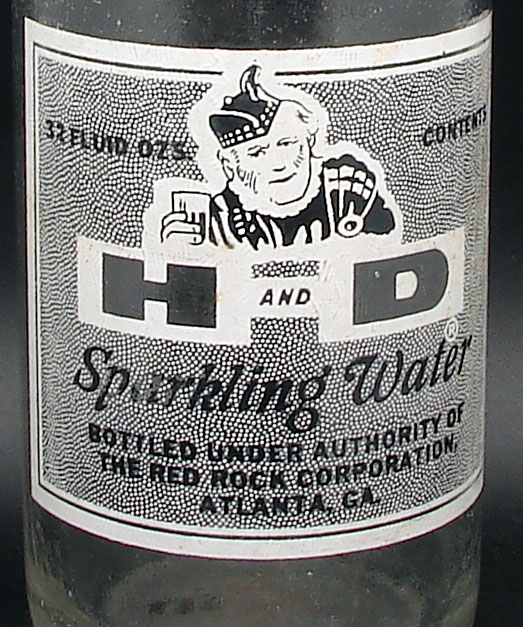 32 FLUID OZS. CONTENTS
H AND D®
Sparkling Water
BOTTLED UNDER AUTHORITY OF
THE RED ROCK CORPORATION,
ATLANTA, GA.